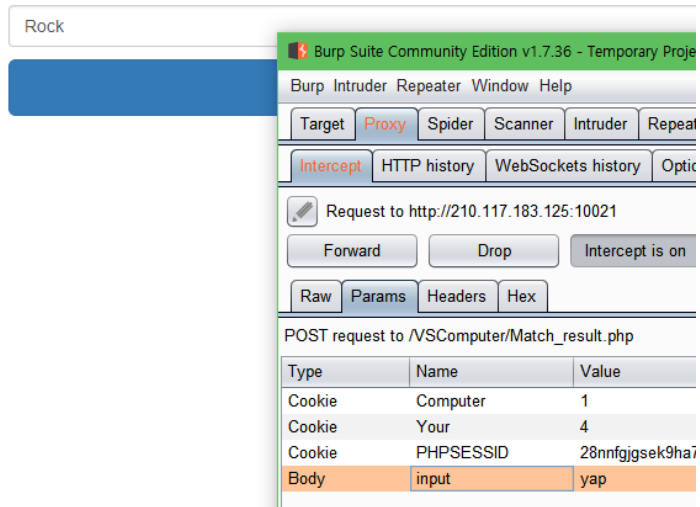 Rock
Burp Suite Community Edition v1.7.36 - Temporary Proje
Burp Intruder Repeater Window Help
Target Proxy Spider Scanner Intruder Repeat
Intercept HTTP history WebSockets history Optic
Request to http://210.117.183.125:10021
Forward Drop Intercept is on
Raw Params Headers Hex
POST request to /VSComputer/Match_result.php
Type Name Value
Cookie Computer 1
Cookie Your 4
Cookie PHPSESSID 28nnfgjgsek9ha7
Body input yap